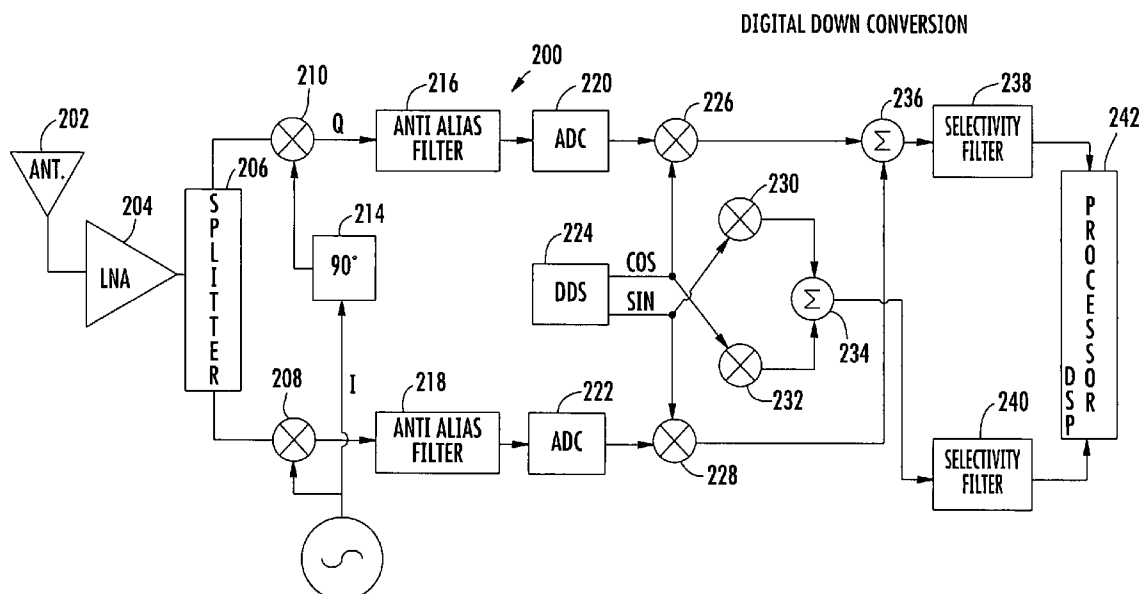 DIGITAL DOWN CONVERSION
200
202
ANT.
204
LNA
206
SPLITTER
210
Q
216
ANTI ALIAS
FILTER
220
ADC
226
236
238
SELECTIVITY
FILTER
242
PROCESSOR
DSP
214
90°
224
DDS
COS
SIN
230
Σ
234
Σ
232
208
I
218
ANTI ALIAS
FILTER
222
ADC
228
240
SELECTIVITY
FILTER